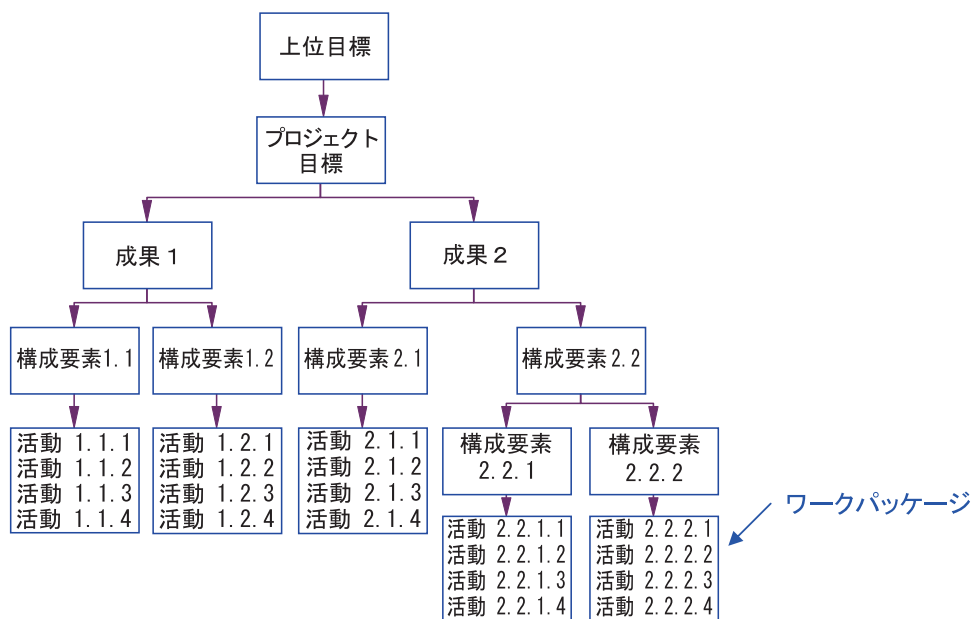 上位目標
プロジェクト
目標
成果1
成果2
構成要素1.1
構成要素1.2
構成要素2.1
構成要素2.2
活動 1.1.1
活動 1.1.2
活動 1.1.3
活動 1.1.4
活動 1.2.1
活動 1.2.2
活動 1.2.3
活動 1.2.4
活動 2.1.1
活動 2.1.2
活動 2.1.3
活動 2.1.4
構成要素
2.2.1
構成要素
2.2.2
活動 2.2.1.1
活動 2.2.1.2
活動 2.2.1.3
活動 2.2.1.4
活動 2.2.2.1
活動 2.2.2.2
活動 2.2.2.3
活動 2.2.2.4
ワークパッケージ